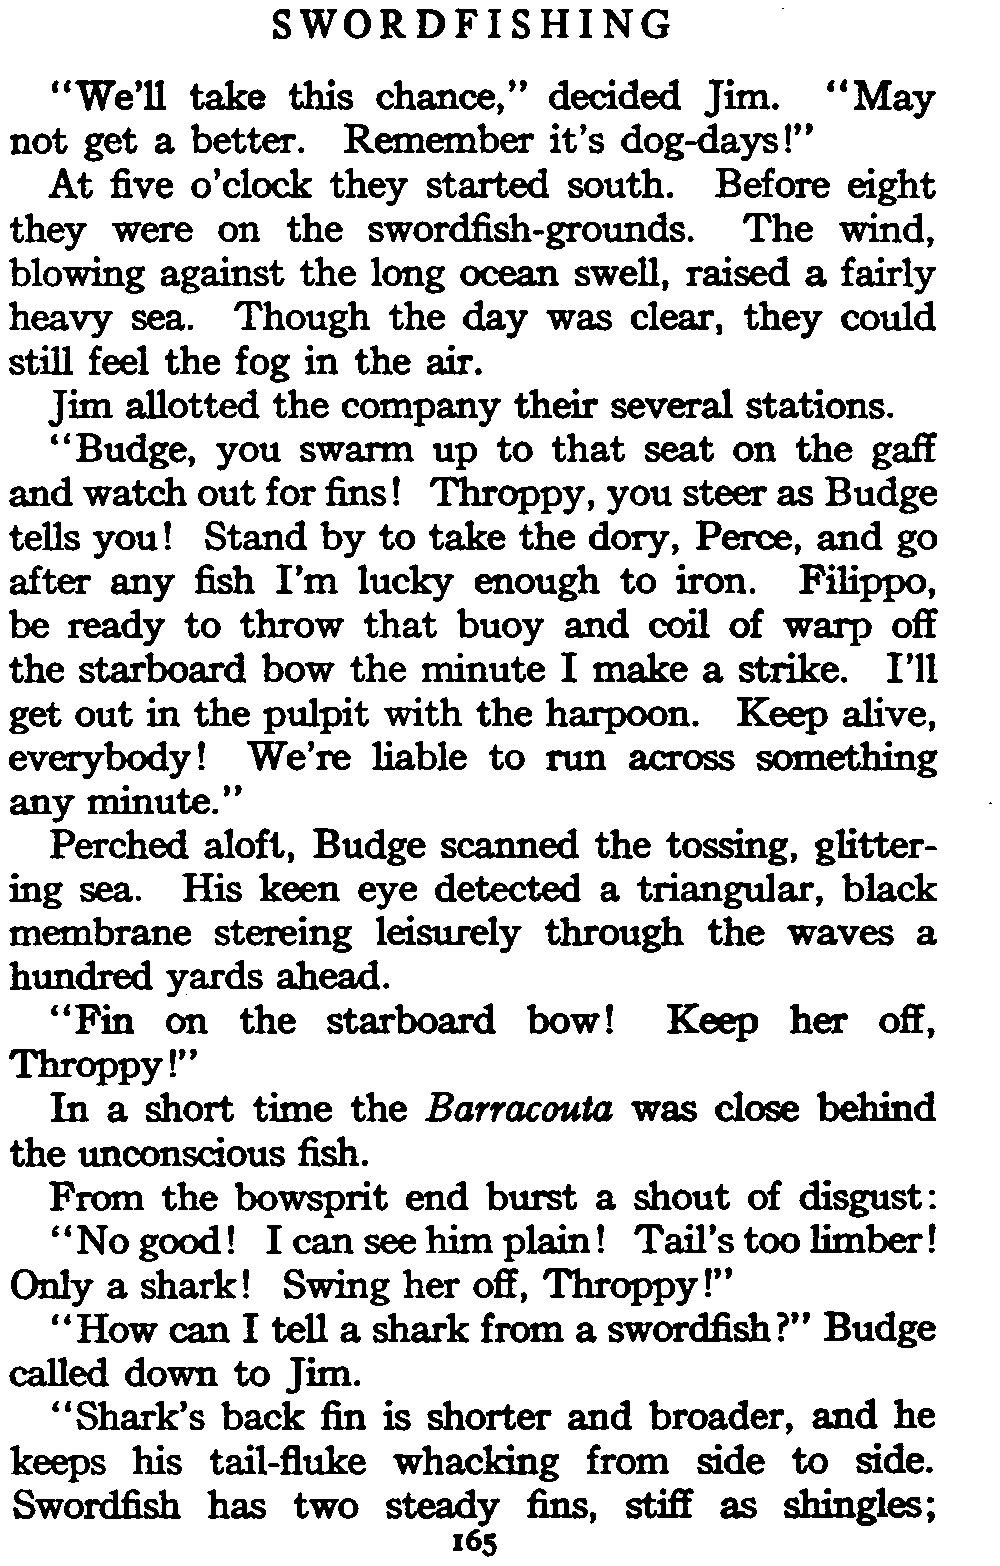 SWORDFISHING
"We'll take this chance," decided Jim. "May
not get a better. Remember it's dog-days!"
At five o'clock they started south. Before eight
they were on the swordfish-grounds. The wind,
blowing against the long ocean swell, raised a fairly
heavy sea. Though the day was clear, they could
still feel the fog in the air.
Jim allotted the company their several stations.
"Budge, you swarm up to that seat on the gaff
and watch out for fins! Throppy, you steer as Budge
tells you! Stand by to take the dory, Perce, and go
after any fish I'm lucky enough to iron. Filippo,
be ready to throw that buoy and coil of warp off
the starboard bow the minute I make a strike. I'll
get out in the pulpit with the harpoon. Keep alive,
everybody! We're liable to run across something
any minute."
Perched aloft, Budge scanned the tossing, glitter-
ing sea. His keen eye detected a triangular, black
membrane stereing leisurely through the waves a
hundred yards ahead.
"Fin on the starboard bow! Keep her off,
Throppy!"
In a short time the Barracouta was close behind
the unconscious fish.
From the bowsprit end burst a shout of disgust:
"No good! I can see him plain! Tail's too limber!
Only a shark! Swing her off, Throppy!"
"How can I tell a shark from a swordfish?" Budge
called down to Jim.
"Shark's back fin is shorter and broader, and he
keeps his tail-fluke whacking from side to side.
Swordfish has two steady fins, stiff as shingles;
165